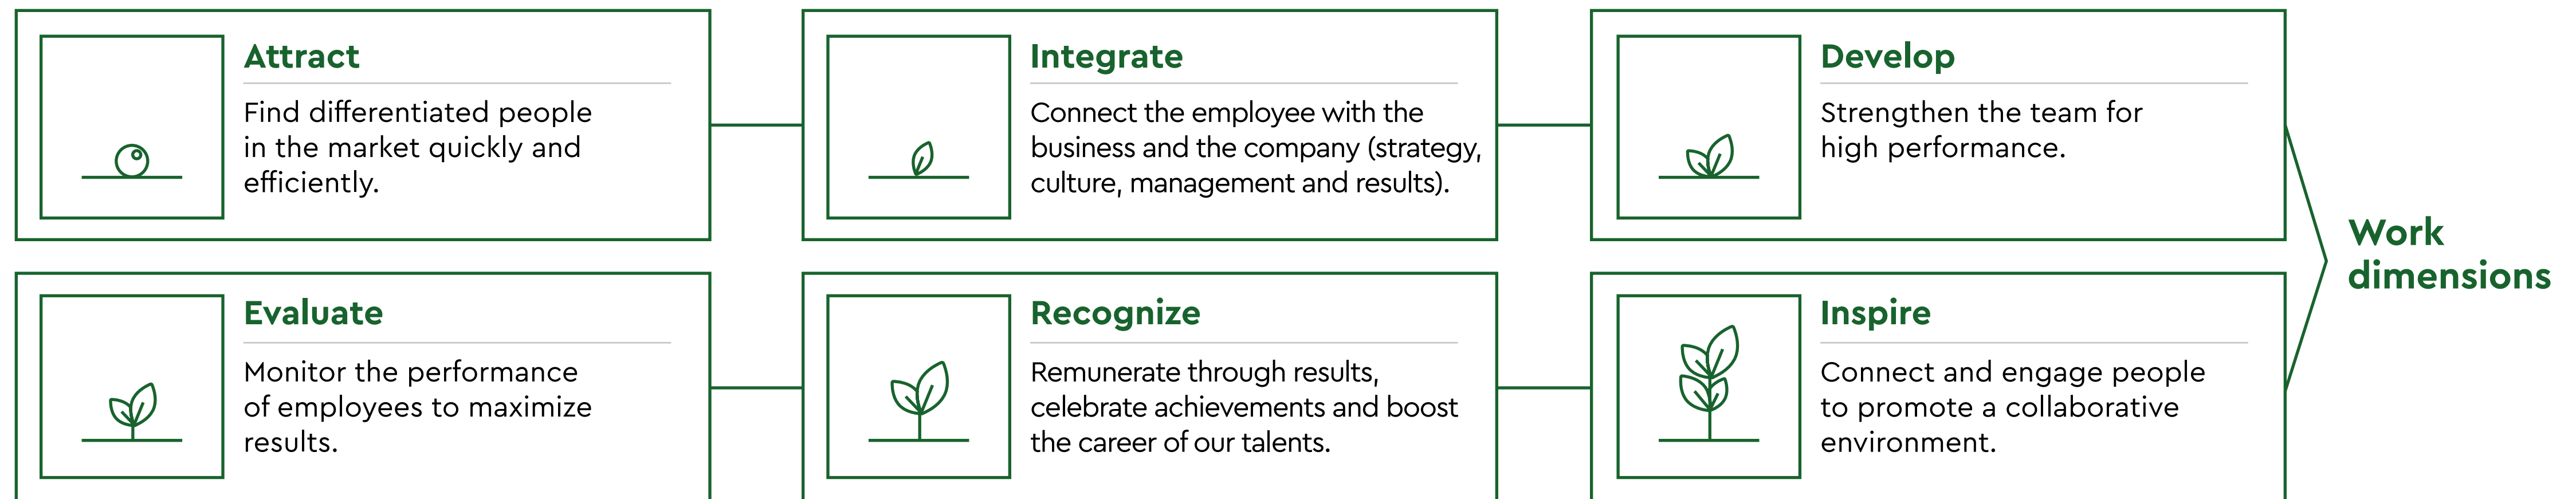 Attract
Find differentiated people
in the market quickly and
efficiently.
Integrate
Connect the employee with the
business and the company (strategy,
culture, management and results).
Develop
Strengthen the team for
high performance.
Evaluate
Monitor the performance
of employees to maximize
results.
Recognize
Remunerate through results,
celebrate achievements and boost
the career of our talents.
Inspire
Connect and engage people
to promote a collaborative
environment.
Work
dimensions